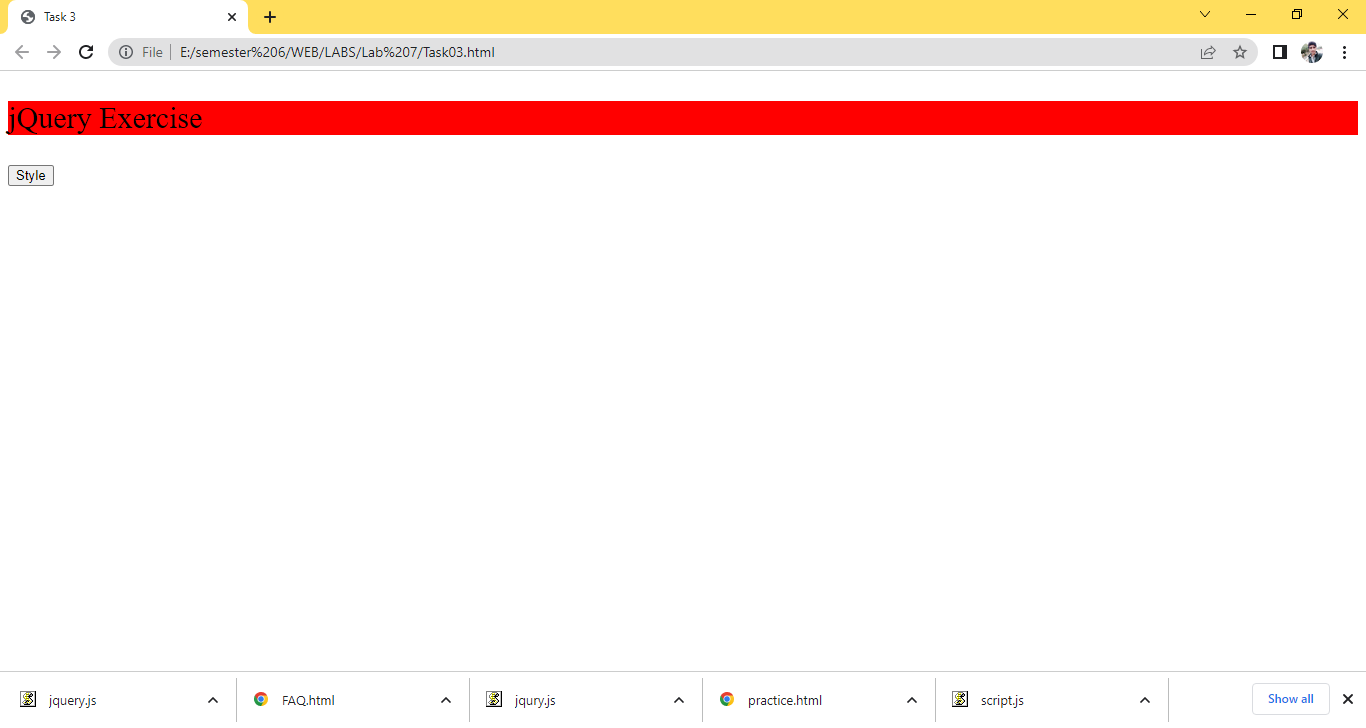 Task 3
File E:/semester%206/WEB/LABS/Lab%207/Task03.html
jQuery Exercise
Style
jquery.js FAQ.html jqury.js practice.html script.js Show all